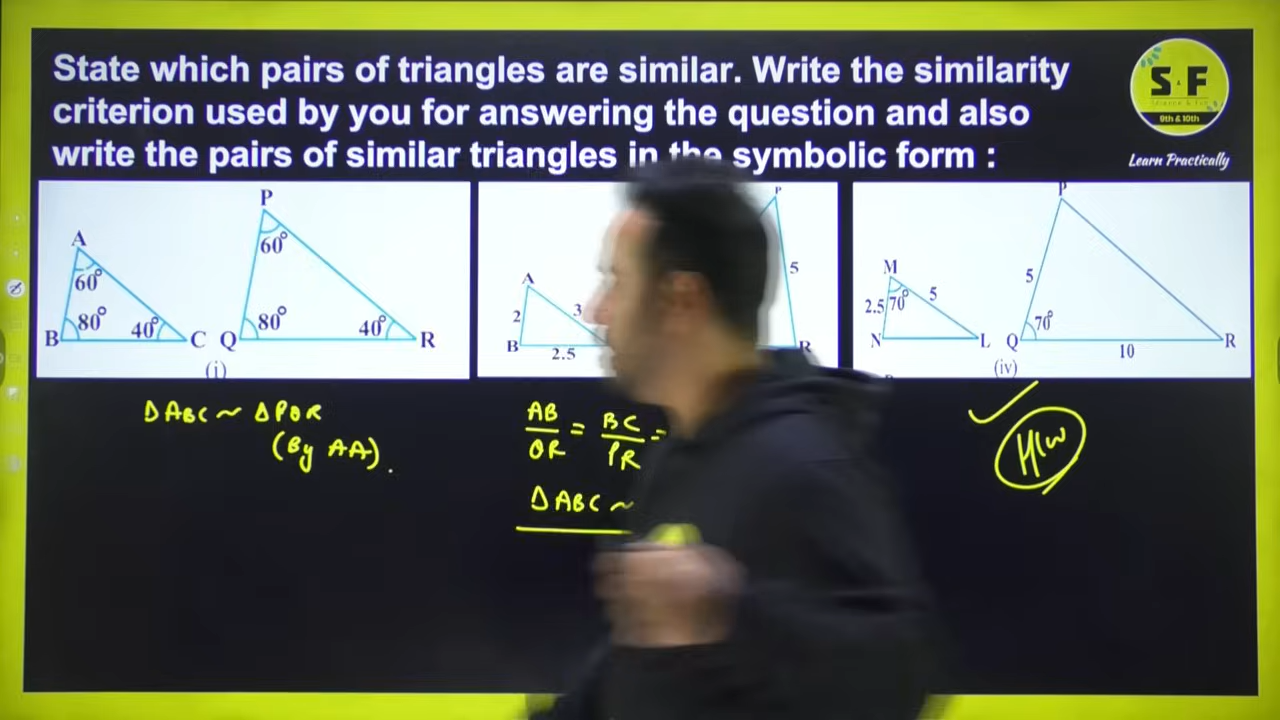 State which pairs of triangles are similar. Write the similarity
criterion used by you for answering the question and also
write the pairs of similar triangles in the symbolic form :
S F
9th & 10th
Learn Practically
A
60°
B 80° 40° C
P
60°
Q 80° 40° R
(i)
A
2 3
B 2.5
P
5
R
M
2.5 70° 5
N L
P
5
Q 70° R
10
(iv)
Δ ABC ~ Δ PQR
(By AA).
AB/QR = BC/PR =
Δ ABC ~
H/W